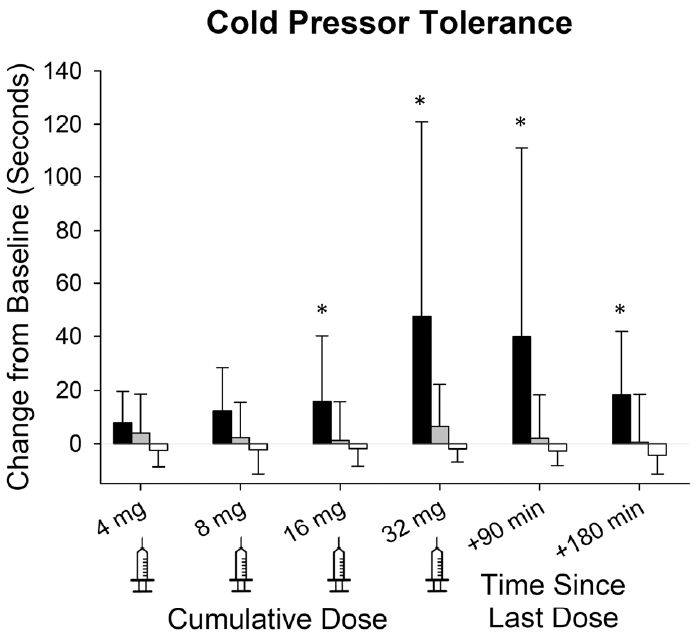 Cold Pressor Tolerance
Change from Baseline (Seconds)
140
120
100
80
60
40
20
0
*
*
*
*
4 mg
8 mg
16 mg
32 mg
+90 min
+180 min
Cumulative Dose
Time Since
Last Dose